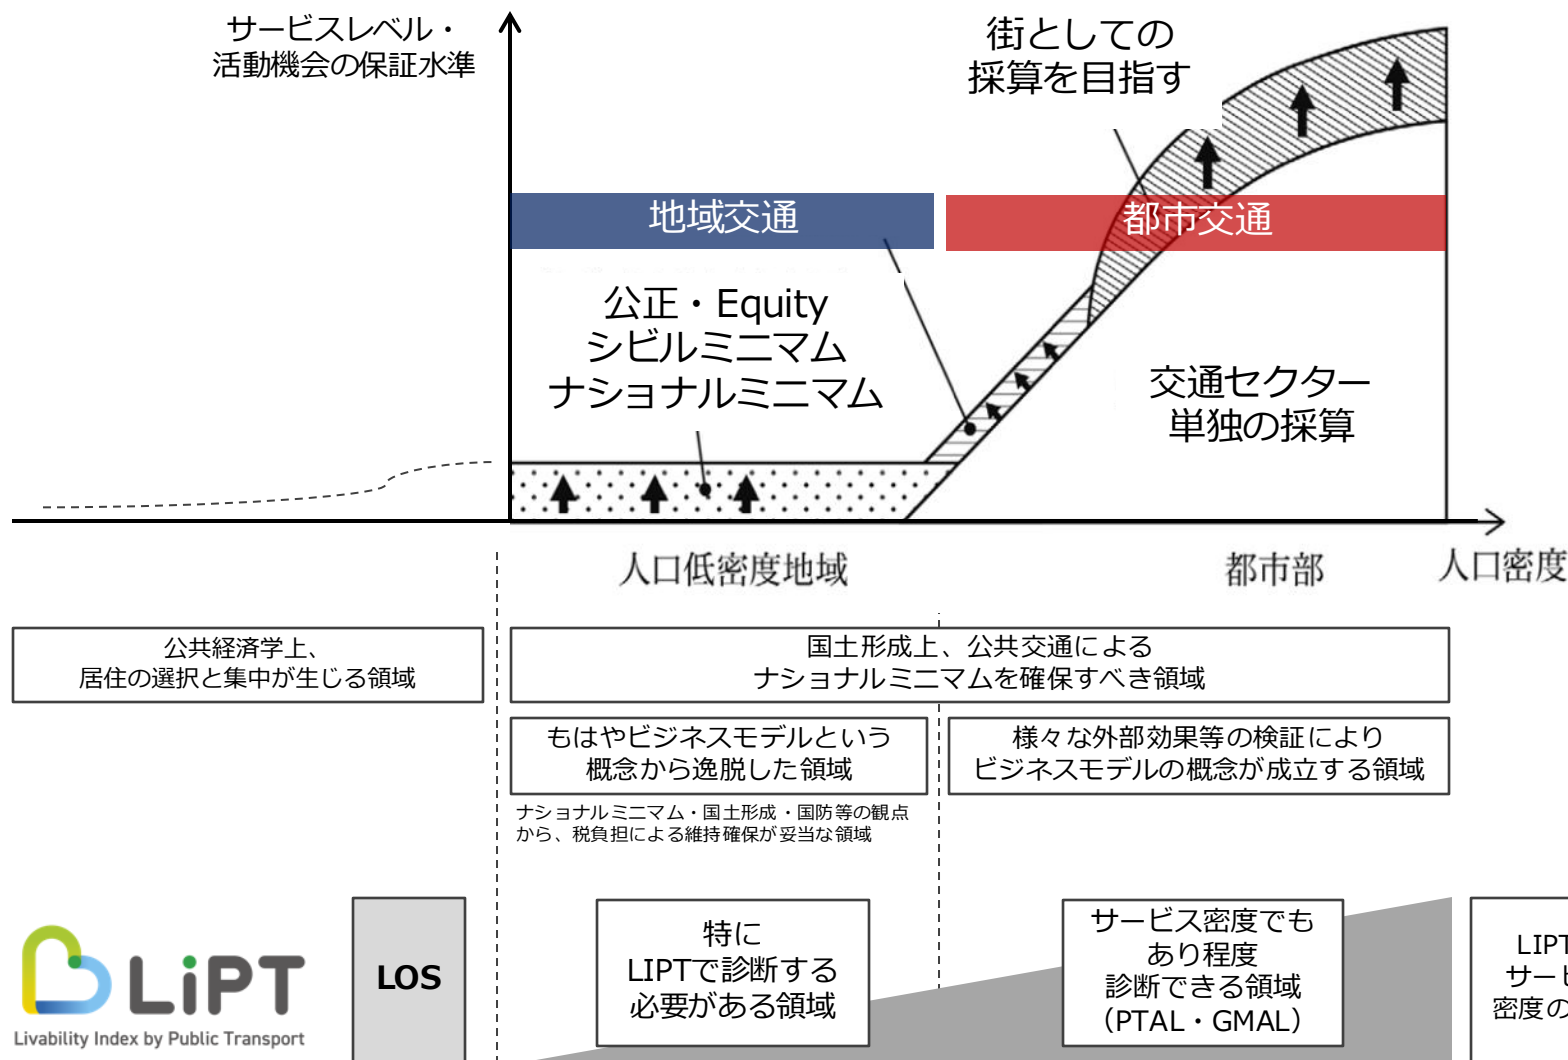 サービスレベル・
活動機会の保証水準
街としての
採算を目指す
地域交通
都市交通
公正・Equity
シビルミニマム
ナショナルミニマム
交通セクター
単独の採算
人口低密度地域
都市部
人口密度
公共経済学上、
居住の選択と集中が生じる領域
国土形成上、公共交通による
ナショナルミニマムを確保すべき領域
もはやビジネスモデルという
概念から逸脱した領域
様々な外部効果等の検証により
ビジネスモデルの概念が成立する領域
ナショナルミニマム・国土形成・国防等の観点
から、税負担による維持確保が妥当な領域
LiPT
Livability Index by Public Transport
LOS
特に
LIPTで診断する
必要がある領域
サービス密度でも
あり程度
診断できる領域
（PTAL・GMAL）
LIPT
サービ
密度の